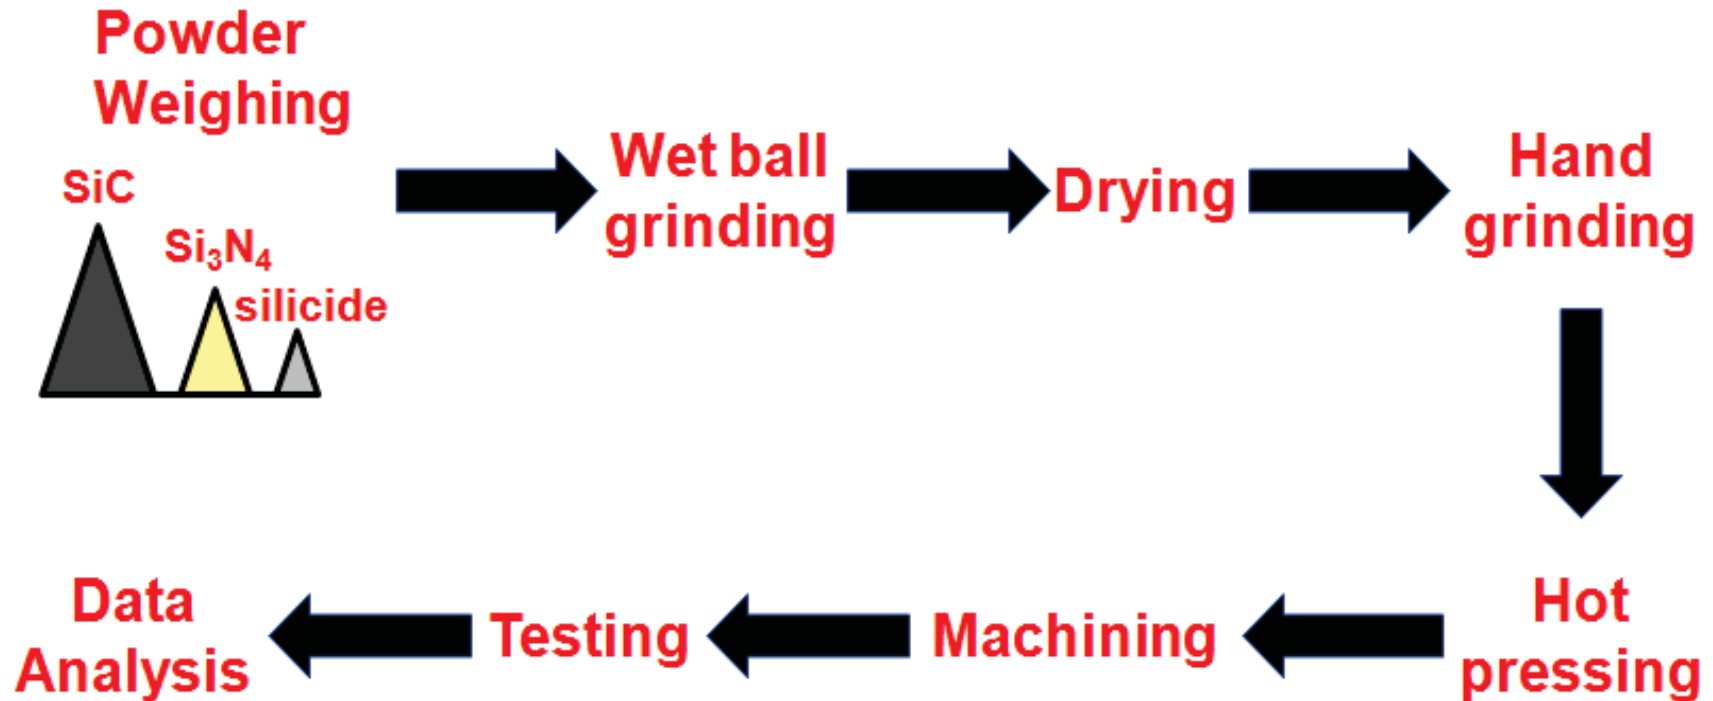 Powder
Weighing
SiC
Si₃N₄
silicide
Wet ball
grinding
Drying
Hand
grinding
Hot
pressing
Machining
Testing
Data
Analysis